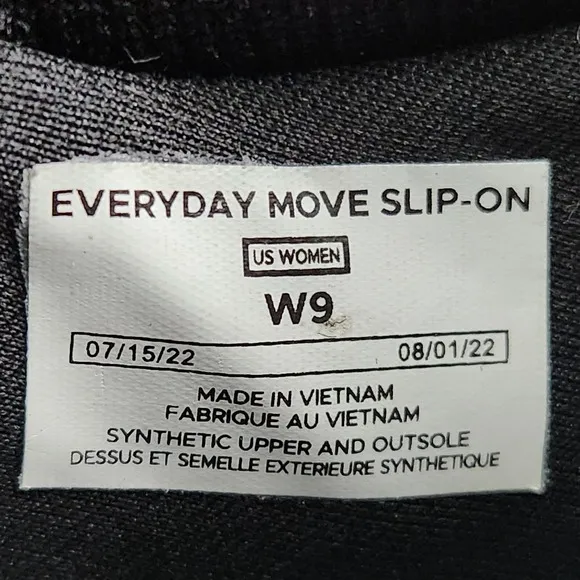 EVERYDAY MOVE SLIP-ON
US WOMEN
W9
07/15/22 08/01/22
MADE IN VIETNAM
FABRIQUE AU VIETNAM
SYNTHETIC UPPER AND OUTSOLE
DESSUS ET SEMELLE EXTERIEURE SYNTHETIQUE